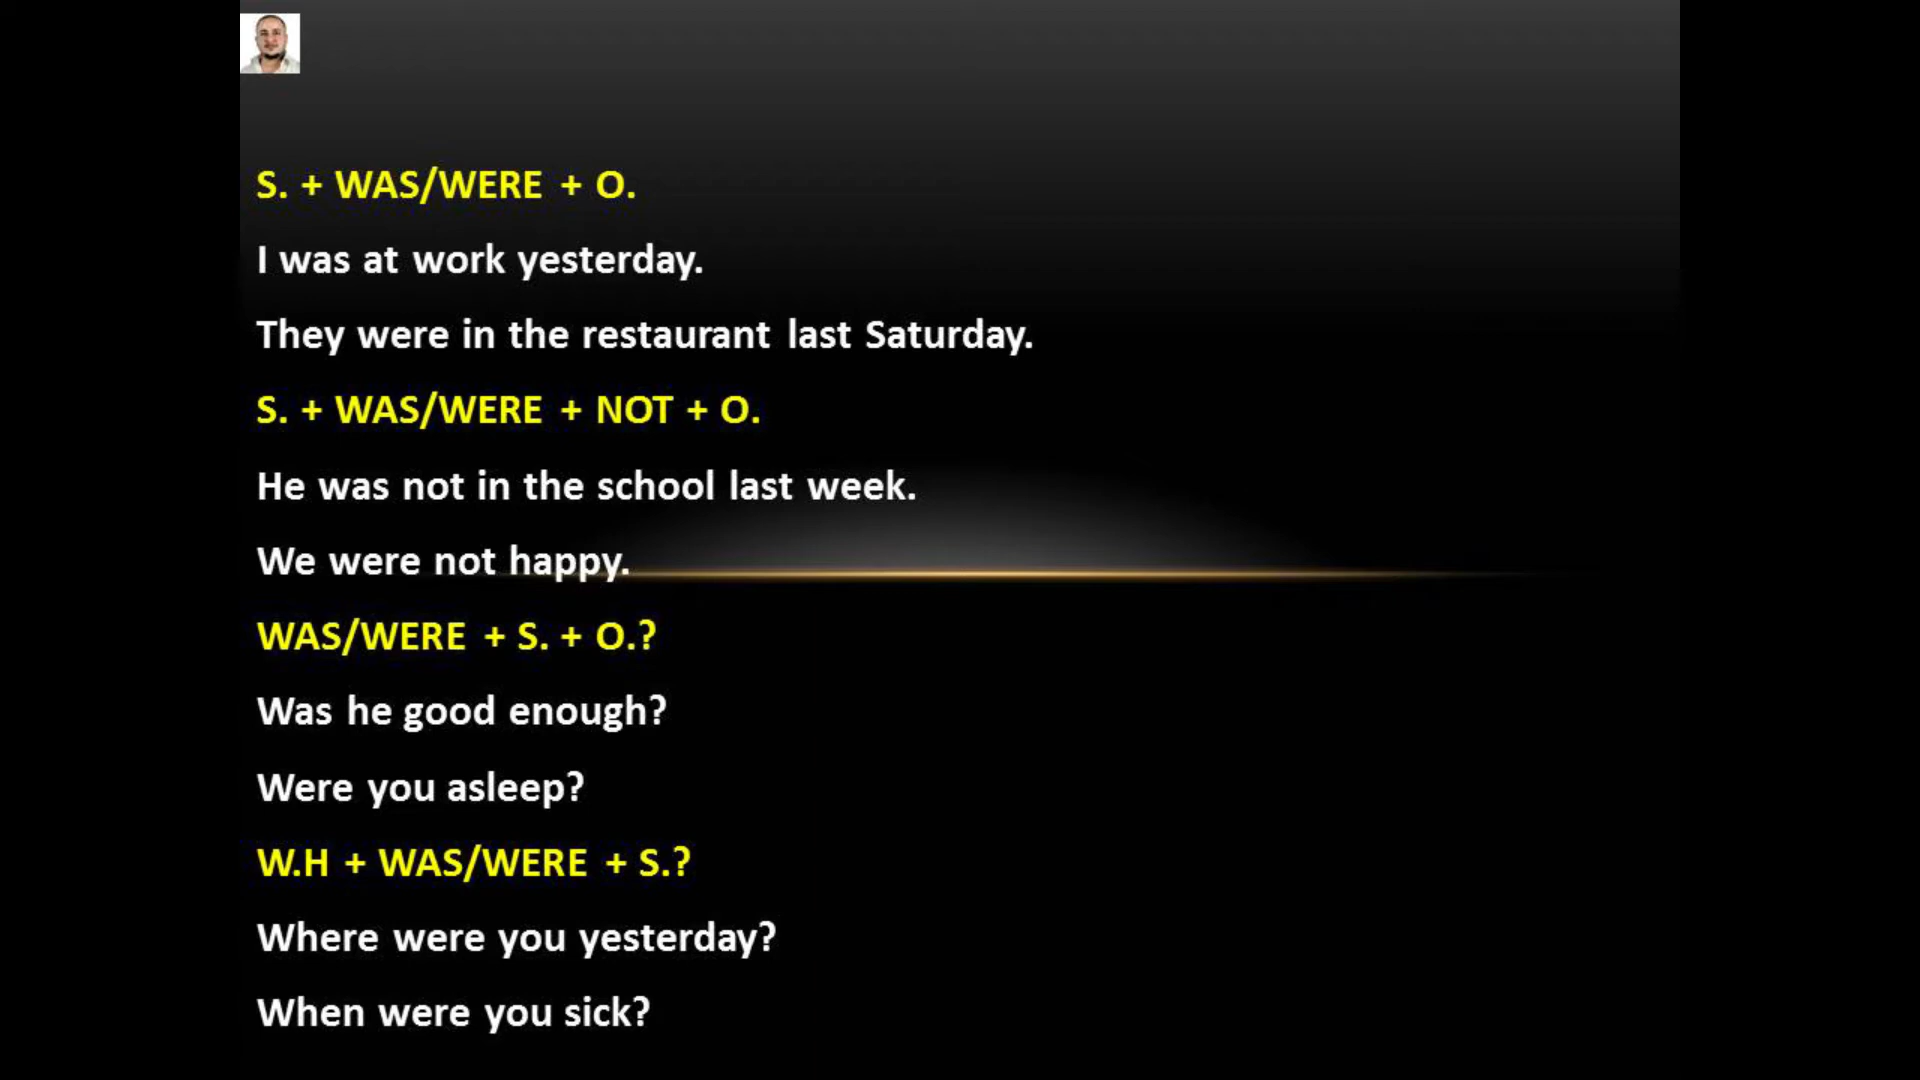 S. + WAS/WERE + O.
I was at work yesterday.
They were in the restaurant last Saturday.
S. + WAS/WERE + NOT + O.
He was not in the school last week.
We were not happy.
WAS/WERE + S. + O.?
Was he good enough?
Were you asleep?
W.H + WAS/WERE + S.?
Where were you yesterday?
When were you sick?